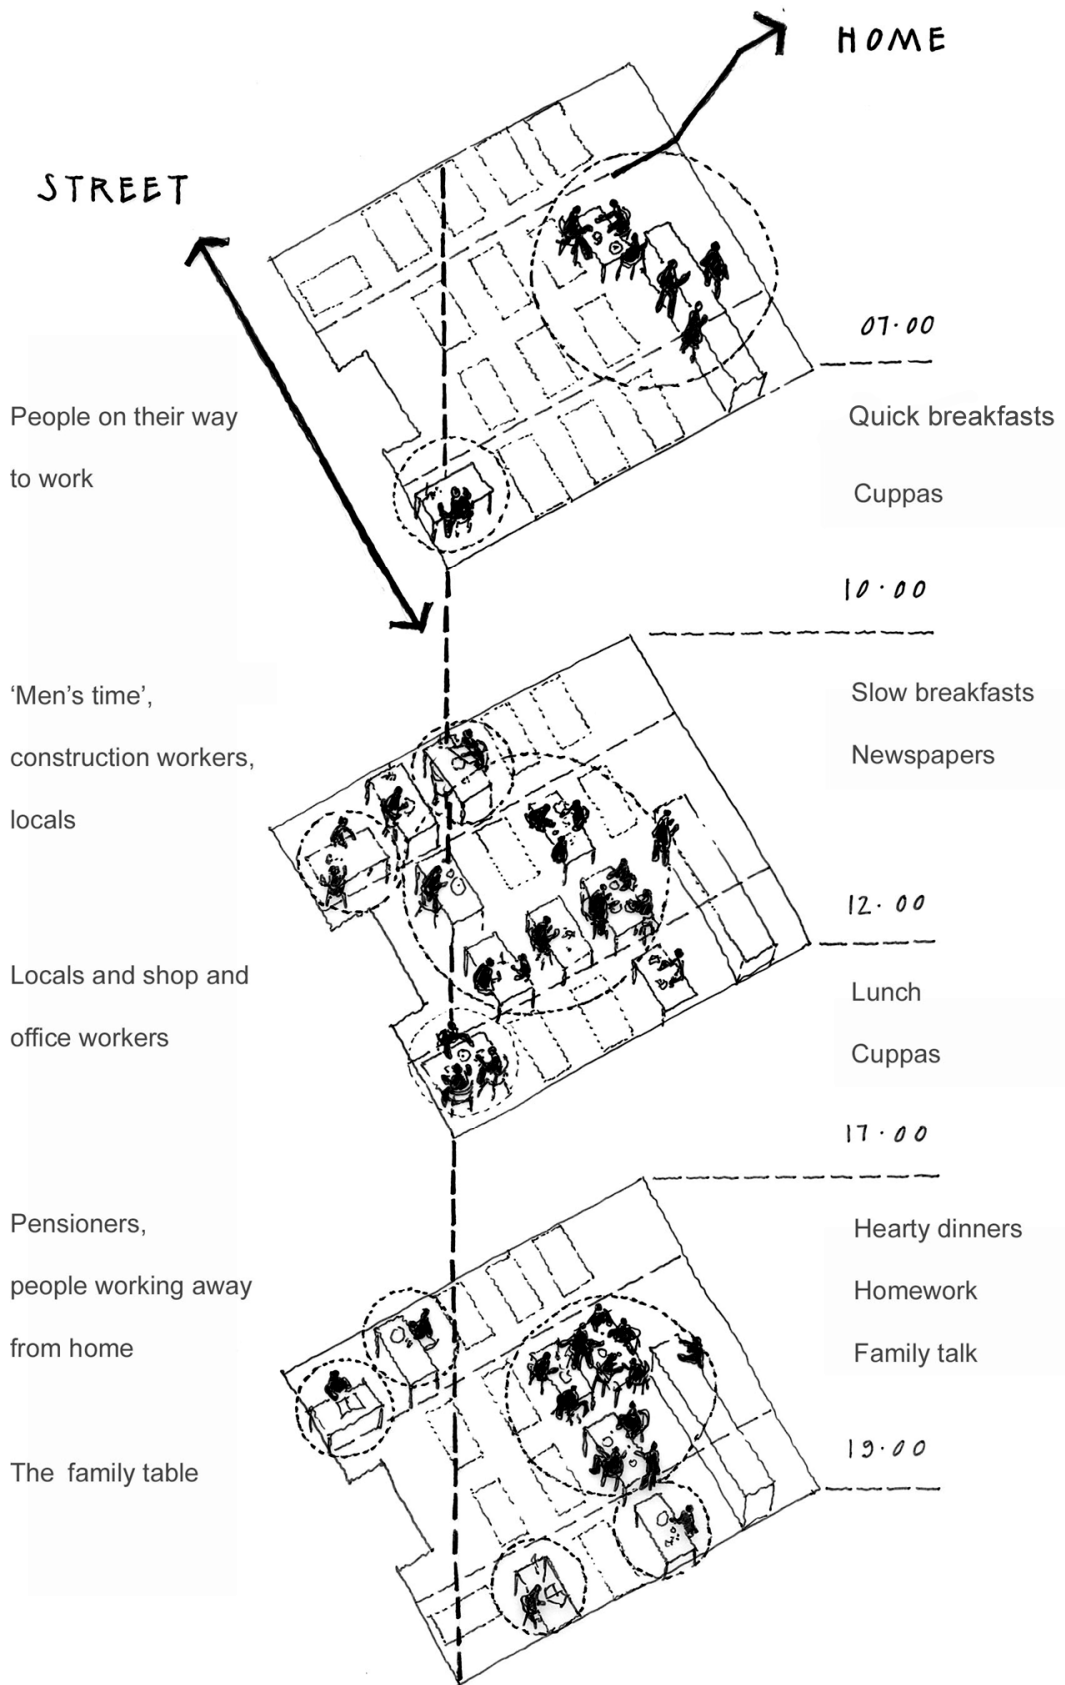 HOME
STREET
07.00
People on their way
to work
Quick breakfasts
Cuppas
10.00
'Men's time',
construction workers,
locals
Slow breakfasts
Newspapers
12.00
Locals and shop and
office workers
Lunch
Cuppas
17.00
Pensioners,
people working away
from home
Hearty dinners
Homework
Family talk
19.00
The family table